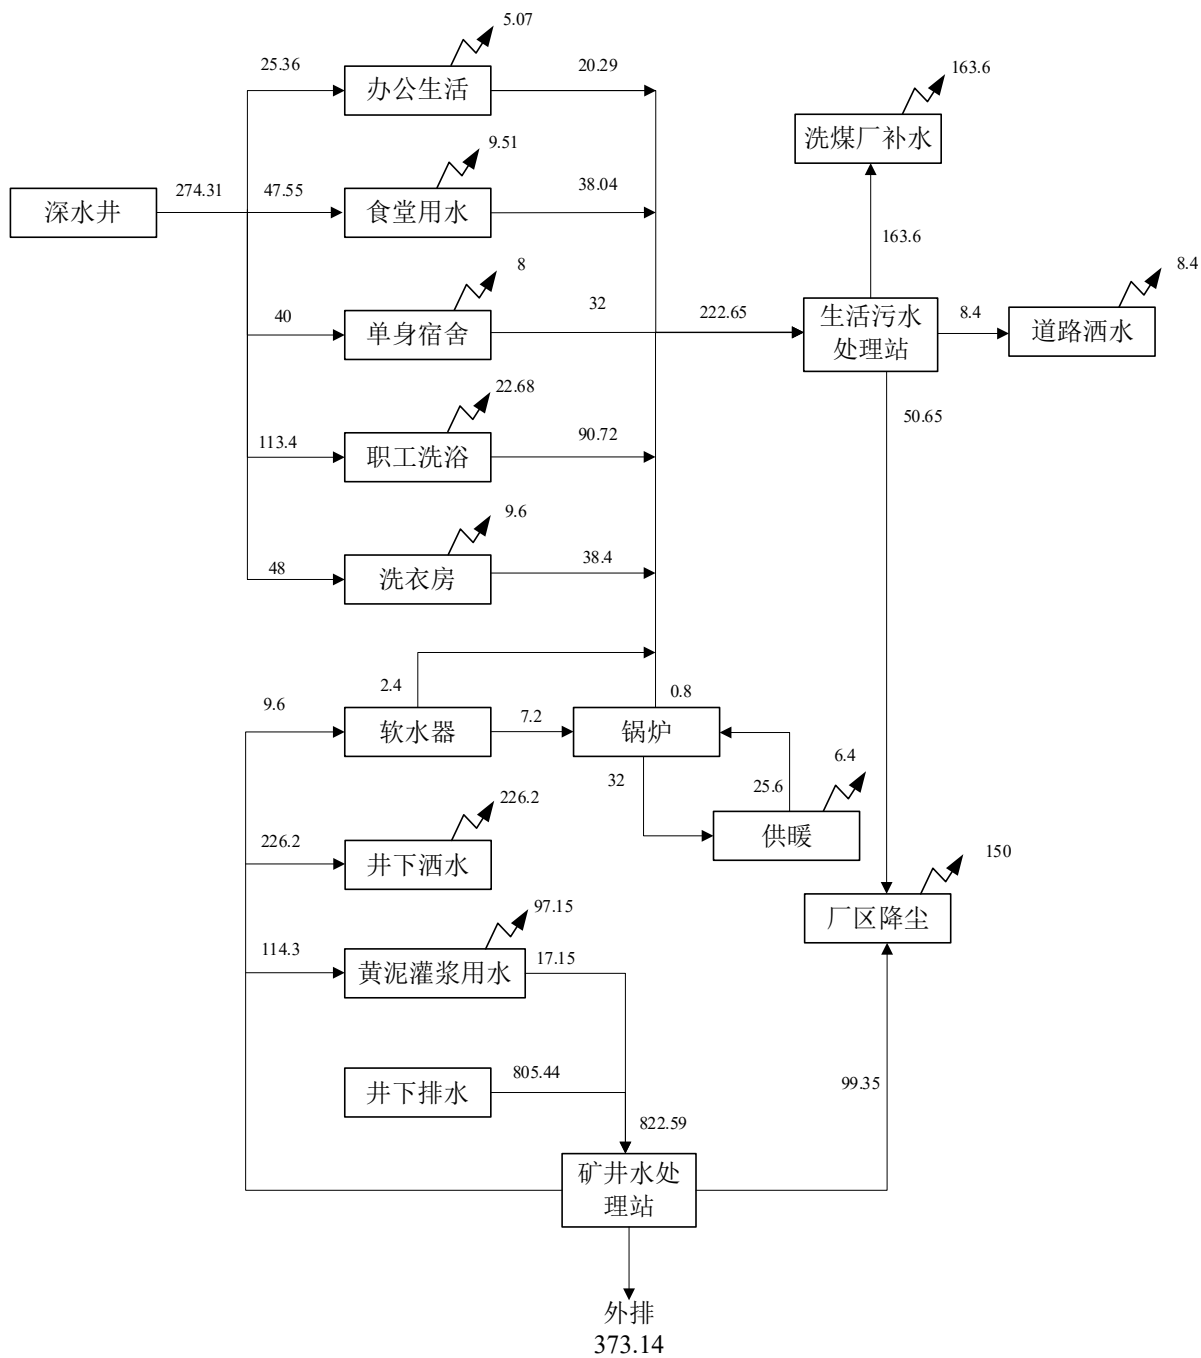 5.07
25.36
办公生活
20.29
163.6
洗煤厂补水
9.51
深水井
274.31
47.55
食堂用水
38.04
163.6
8
40
单身宿舍
32
222.65
生活污水
处理站
8.4
8.4
道路洒水
22.68
113.4
职工洗浴
90.72
50.65
9.6
48
洗衣房
38.4
9.6
2.4
软水器
7.2
0.8
锅炉
32
25.6
6.4
供暖
226.2
226.2
井下洒水
150
厂区降尘
97.15
114.3
黄泥灌浆用水
17.15
井下排水
805.44
99.35
822.59
矿井水处
理站
外排
373.14